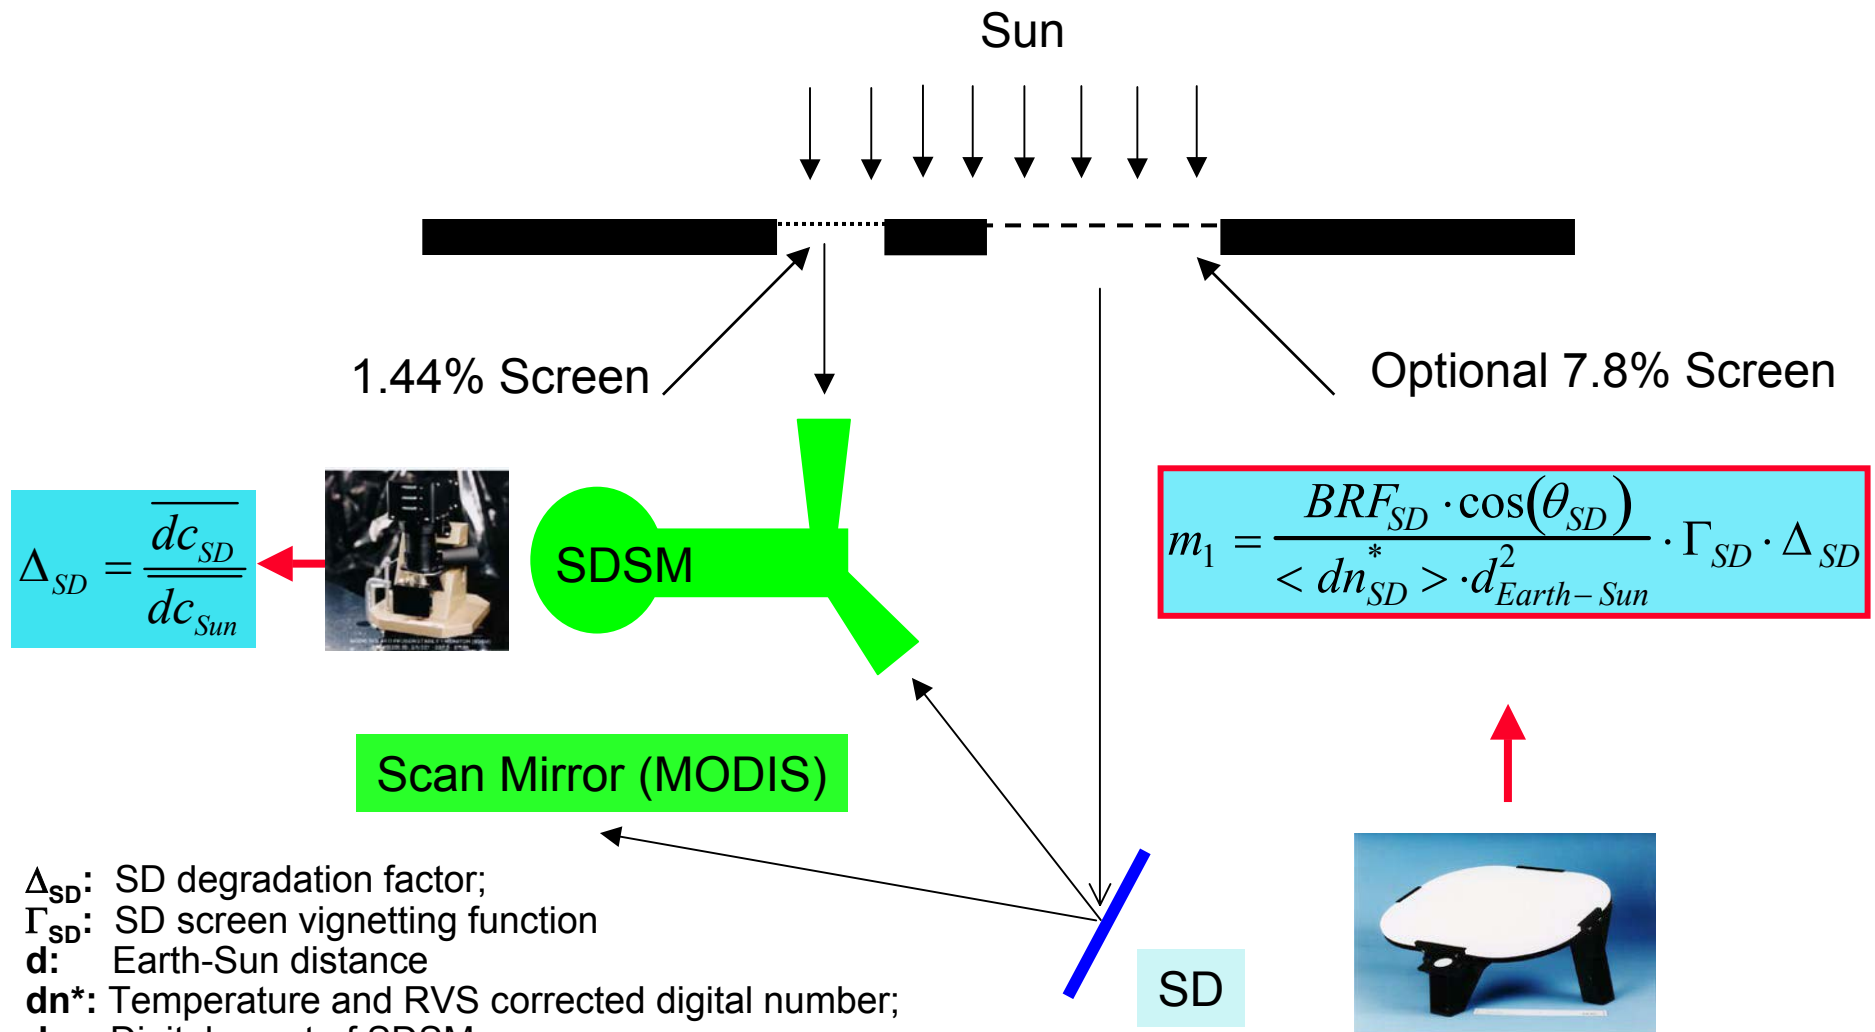 Sun
1.44% Screen
Optional 7.8% Screen
Δ_SD = \overline{dc_SD} / \overline{dc_Sun}
SDSM
m_1 = BRF_SD · cos(θ_SD) / (<dn*_SD> · d²_Earth–Sun) · Γ_SD · Δ_SD
Scan Mirror (MODIS)
Δ_SD: SD degradation factor;
Γ_SD: SD screen vignetting function
d: Earth-Sun distance
dn*: Temperature and RVS corrected digital number;
SD